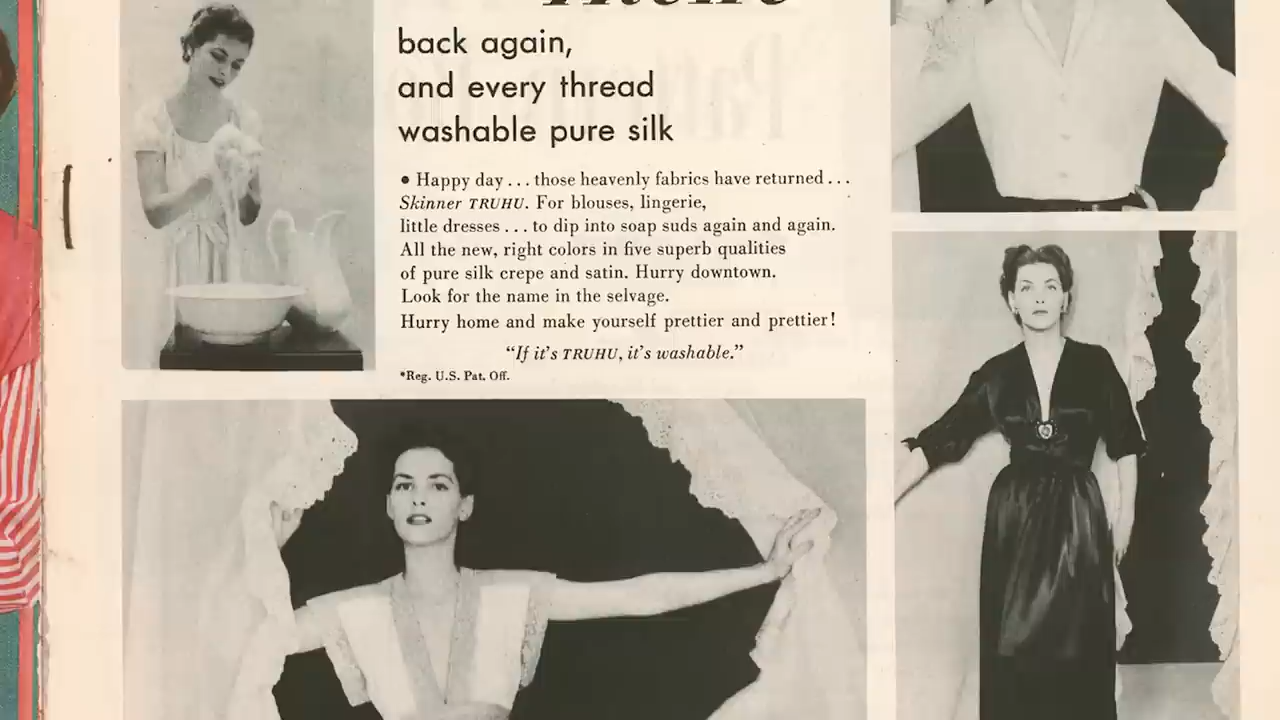 back again,
and every thread
washable pure silk
• Happy day . . . those heavenly fabrics have returned . . .
Skinner TRUHU. For blouses, lingerie,
little dresses . . . to dip into soap suds again and again.
All the new, right colors in five superb qualities
of pure silk crepe and satin. Hurry downtown.
Look for the name in the selvage.
Hurry home and make yourself prettier and prettier!
“If it’s TRUHU, it’s washable.”
*Reg. U.S. Pat. Off.